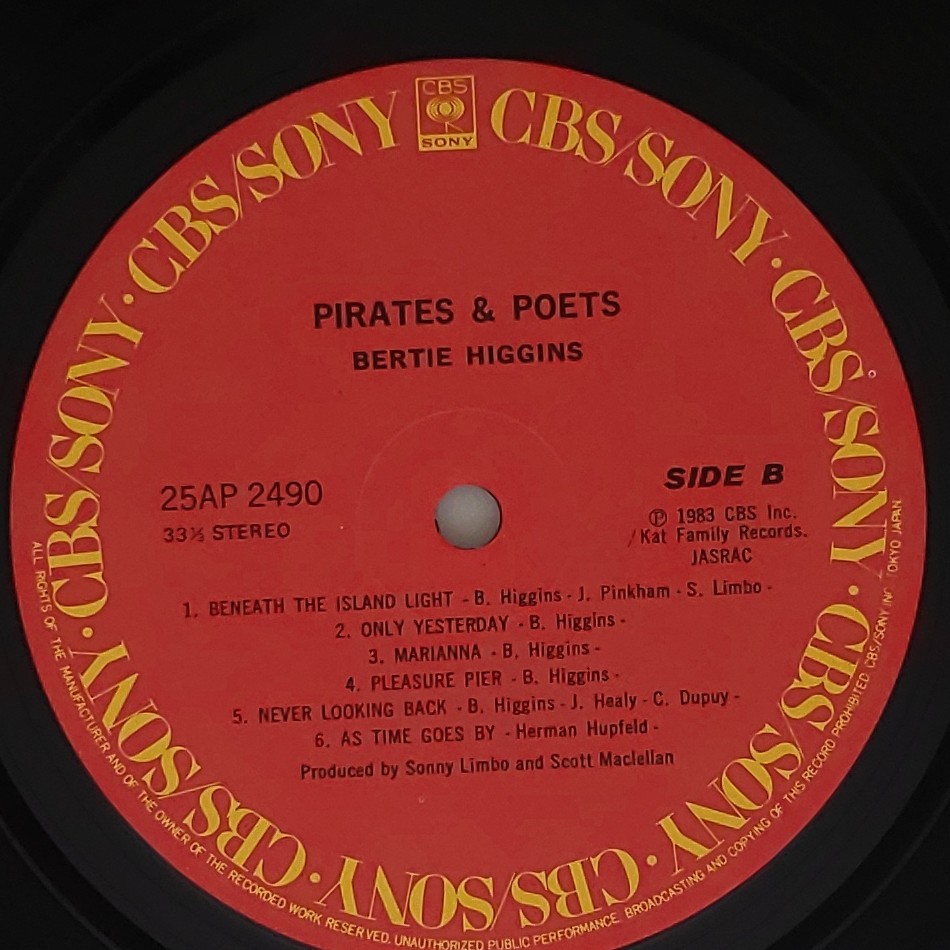 CBS
SONY
CBS/SONY · CBS/SONY · CBS/SONY · CBS/SONY · CBS/SONY · CBS/SONY · CBS/SONY · CBS/SONY
PIRATES & POETS
BERTIE HIGGINS
25AP 2490
33⅓ STEREO
SIDE B
Ⓟ 1983 CBS Inc.
/Kat Family Records.
JASRAC
1. BENEATH THE ISLAND LIGHT - B. Higgins - J. Pinkham - S. Limbo -
2. ONLY YESTERDAY - B. Higgins -
3. MARIANNA - B. Higgins -
4. PLEASURE PIER - B. Higgins -
5. NEVER LOOKING BACK - B. Higgins - J. Healy - C. Dupuy -
6. AS TIME GOES BY - Herman Hupfeld -
Produced by Sonny Limbo and Scott Maclellan
ALL RIGHTS OF THE MANUFACTURER AND OF THE OWNER OF THE RECORDED WORK RESERVED. UNAUTHORIZED PUBLIC PERFORMANCE BROADCASTING AND COPYING OF THIS RECORD PROHIBITED CBS/SONY INC. TOKYO JAPAN.